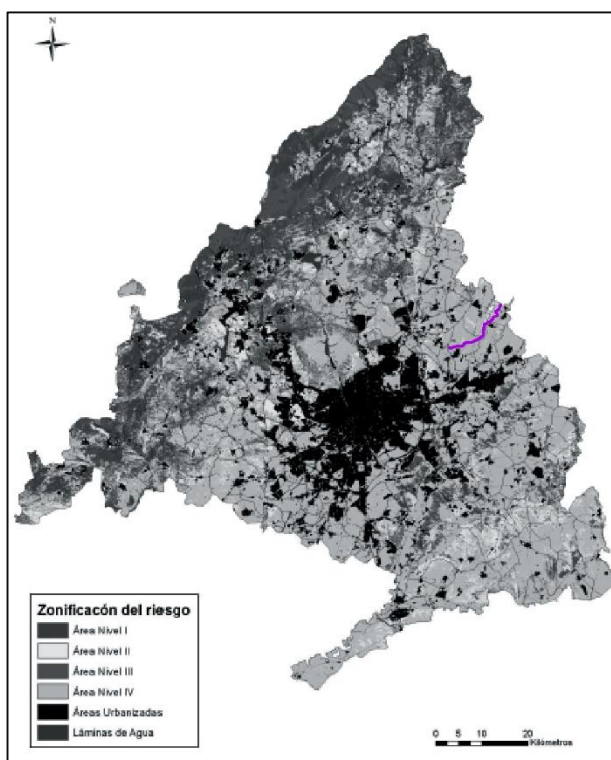 N
Zonificacón del riesgo
Área Nivel I
Área Nivel II
Área Nivel III
Área Nivel IV
Áreas Urbanizadas
Láminas de Agua
0 5 10 20
Kilómetros